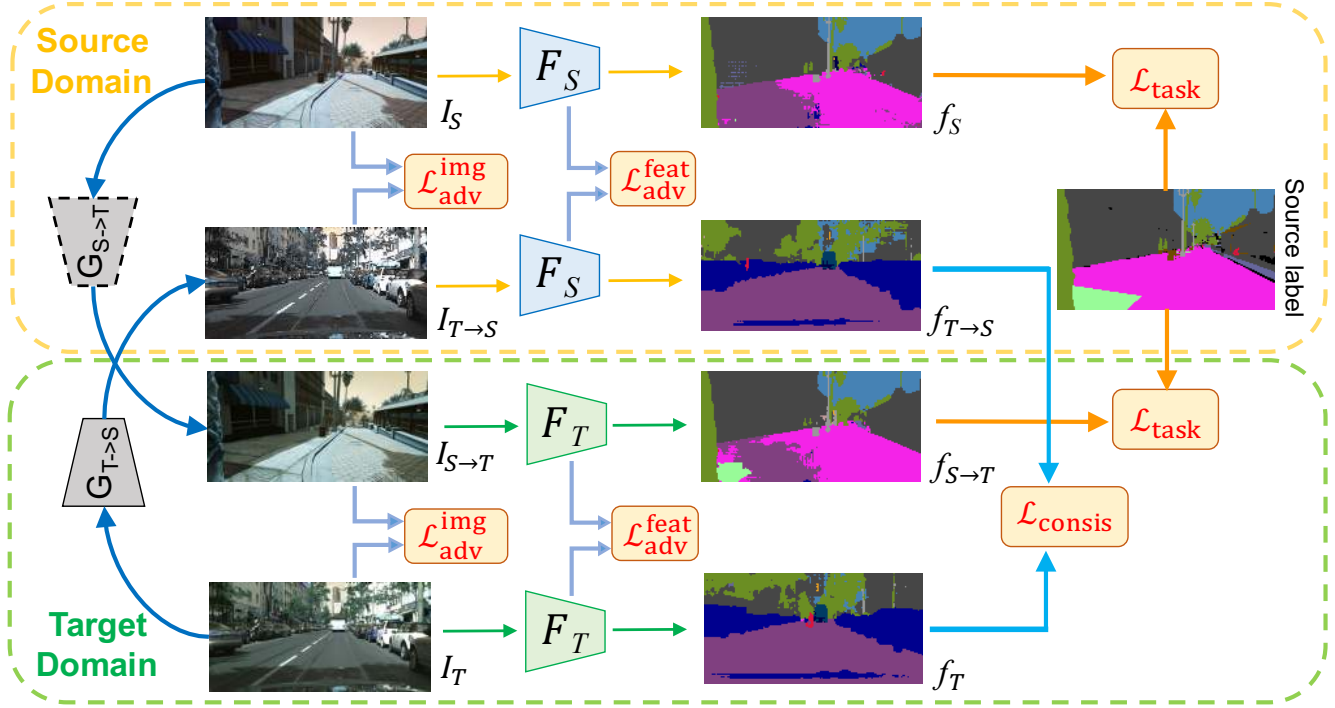 Source
Domain
I_S
F_S
f_S
ℒ_task
ℒ_adv^img
ℒ_adv^feat
G_S->T
Source label
I_T→S
F_S
f_T→S
G_T->S
I_S→T
F_T
f_S→T
ℒ_task
ℒ_adv^img
ℒ_adv^feat
ℒ_consis
Target
Domain
I_T
F_T
f_T